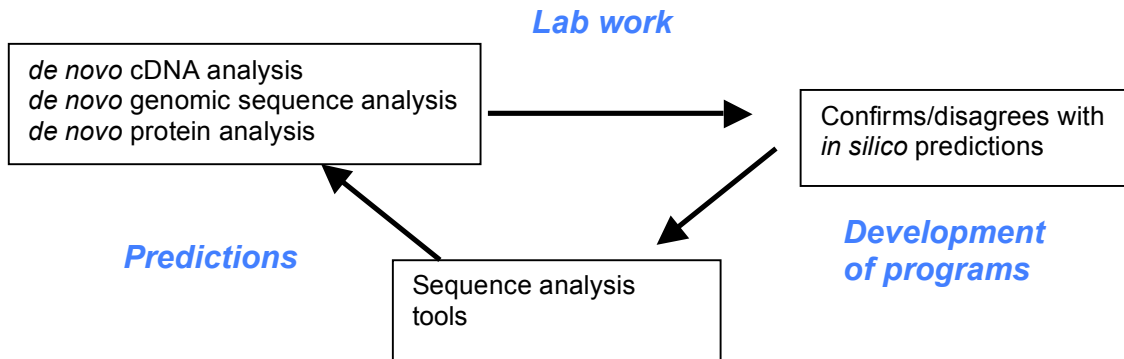 Lab work
de novo cDNA analysis
de novo genomic sequence analysis
de novo protein analysis
Confirms/disagrees with
in silico predictions
Predictions
Development
of programs
Sequence analysis
tools